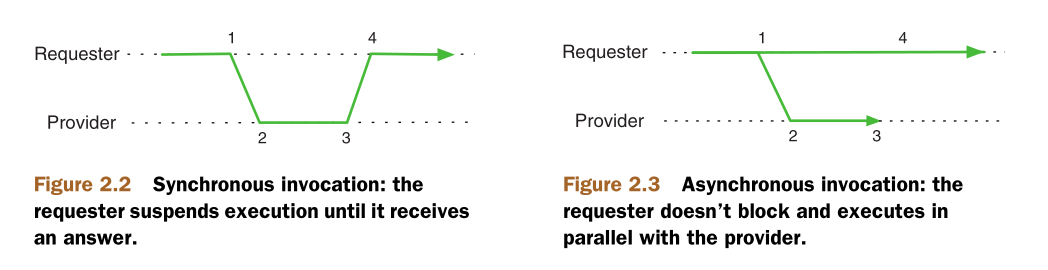 1 4
Requester
Provider
2 3
Figure 2.2 Synchronous invocation: the
requester suspends execution until it receives
an answer.
1 4
Requester
Provider
2 3
Figure 2.3 Asynchronous invocation: the
requester doesn’t block and executes in
parallel with the provider.